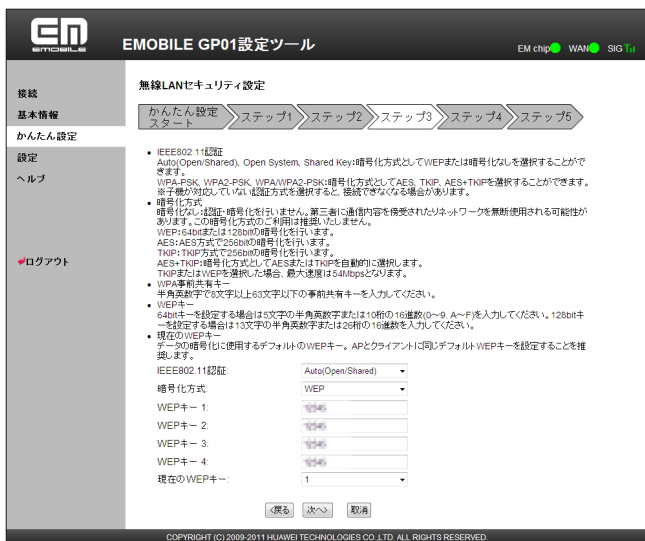 EM
EMOBILE
EMOBILE GP01設定ツール
EM chip WAN SIG
接続
基本情報
かんたん設定
設定
ヘルプ
ログアウト
無線LANセキュリティ設定
かんたん設定
スタート
ステップ1
ステップ2
ステップ3
ステップ4
ステップ5
• IEEE802.11認証
Auto(Open/Shared), Open System, Shared Key:暗号化方式としてWEPまたは暗号化なしを選択することがで
きます。
WPA-PSK, WPA2-PSK, WPA/WPA2-PSK:暗号化方式としてAES、TKIP、AES+TKIPを選択することができます。
※子機が対応していない認証方式を選択すると、接続できなくなる場合があります。
• 暗号化方式
暗号化なし:認証・暗号化を行いません。第三者に通信内容を傍受されたりネットワークを無断使用される可能性が
あります。この暗号化方式のご利用は推奨いたしません。
WEP:64bitまたは128bitの暗号化を行います。
AES:AES方式で256bitの暗号化を行います。
TKIP:TKIP方式で256bitの暗号化を行います。
AES+TKIP:暗号化方式としてAESまたはTKIPを自動的に選択します。
TKIPまたはWEPを選択した場合、最大速度は54Mbpsとなります。
• WPA事前共有キー
半角英数字で8文字以上63文字以下の事前共有キーを入力してください。
• WEPキー
64bitキーを設定する場合は5文字の半角英数字または10桁の16進数(0～9、A～F)を入力してください。128bitキ
ーを設定する場合は13文字の半角英数字または26桁の16進数を入力してください。
• 現在のWEPキー
データの暗号化に使用するデフォルトのWEPキー。APとクライアントに同じデフォルトWEPキーを設定することを推
奨します。
IEEE802.11認証: Auto(Open/Shared)
暗号化方式: WEP
WEPキー 1:
WEPキー 2:
WEPキー 3:
WEPキー 4:
現在のWEPキー: 1
<戻る 次へ> 取消
COPYRIGHT (C) 2009-2011 HUAWEI TECHNOLOGIES CO.,LTD. ALL RIGHTS RESERVED.